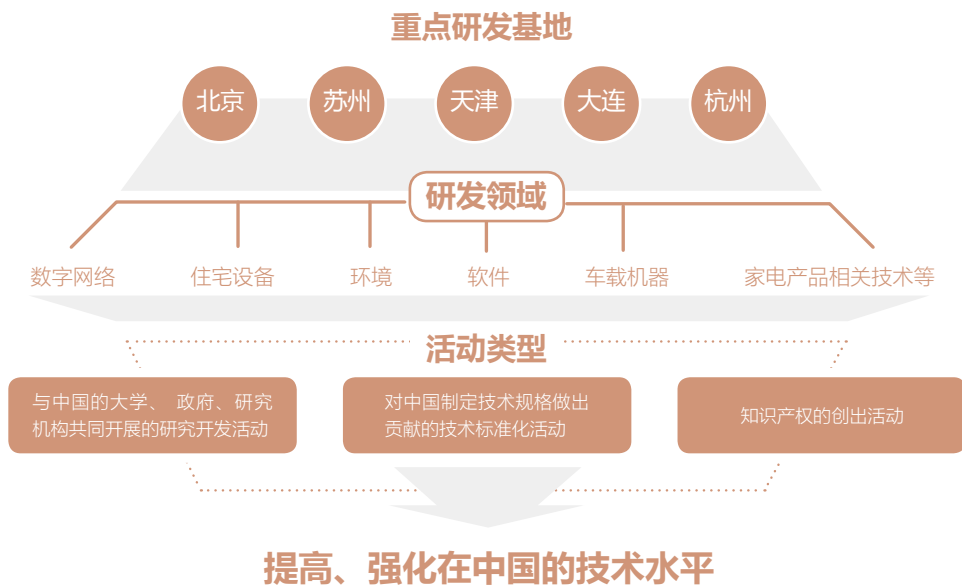 重点研发基地
北京
苏州
天津
大连
杭州
研发领域
数字网络
住宅设备
环境
软件
车载机器
家电产品相关技术等
活动类型
与中国的大学、 政府、研究
机构共同开展的研究开发活动
对中国制定技术规格做出
贡献的技术标准化活动
知识产权的创出活动
提高、强化在中国的技术水平